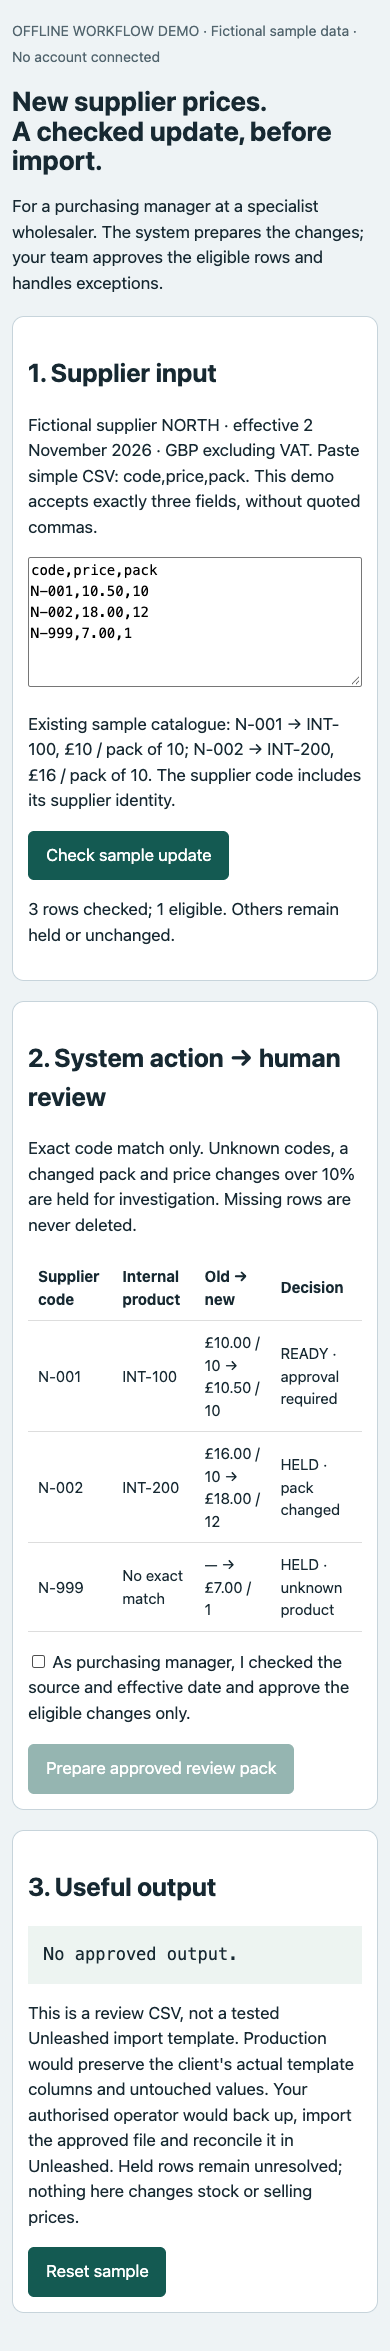 OFFLINE WORKFLOW DEMO · Fictional sample data ·
No account connected
New supplier prices.
A checked update, before
import.
For a purchasing manager at a specialist
wholesaler. The system prepares the changes;
your team approves the eligible rows and
handles exceptions.
1. Supplier input
Fictional supplier NORTH · effective 2
November 2026 · GBP excluding VAT. Paste
simple CSV: code,price,pack. This demo
accepts exactly three fields, without quoted
commas.
code,price,pack
N-001,10.50,10
N-002,18.00,12
N-999,7.00,1
Existing sample catalogue: N-001 → INT-
100, £10 / pack of 10; N-002 → INT-200,
£16 / pack of 10. The supplier code includes
its supplier identity.
Check sample update
3 rows checked; 1 eligible. Others remain
held or unchanged.
2. System action → human
review
Exact code match only. Unknown codes, a
changed pack and price changes over 10%
are held for investigation. Missing rows are
never deleted.
Supplier code | Internal product | Old → new | Decision
N-001 | INT-100 | £10.00 / 10 → £10.50 / 10 | READY · approval required
N-002 | INT-200 | £16.00 / 10 → £18.00 / 12 | HELD · pack changed
N-999 | No exact match | — → £7.00 / 1 | HELD · unknown product
As purchasing manager, I checked the
source and effective date and approve the
eligible changes only.
Prepare approved review pack
3. Useful output
No approved output.
This is a review CSV, not a tested
Unleashed import template. Production
would preserve the client's actual template
columns and untouched values. Your
authorised operator would back up, import
the approved file and reconcile it in
Unleashed. Held rows remain unresolved;
nothing here changes stock or selling
prices.
Reset sample